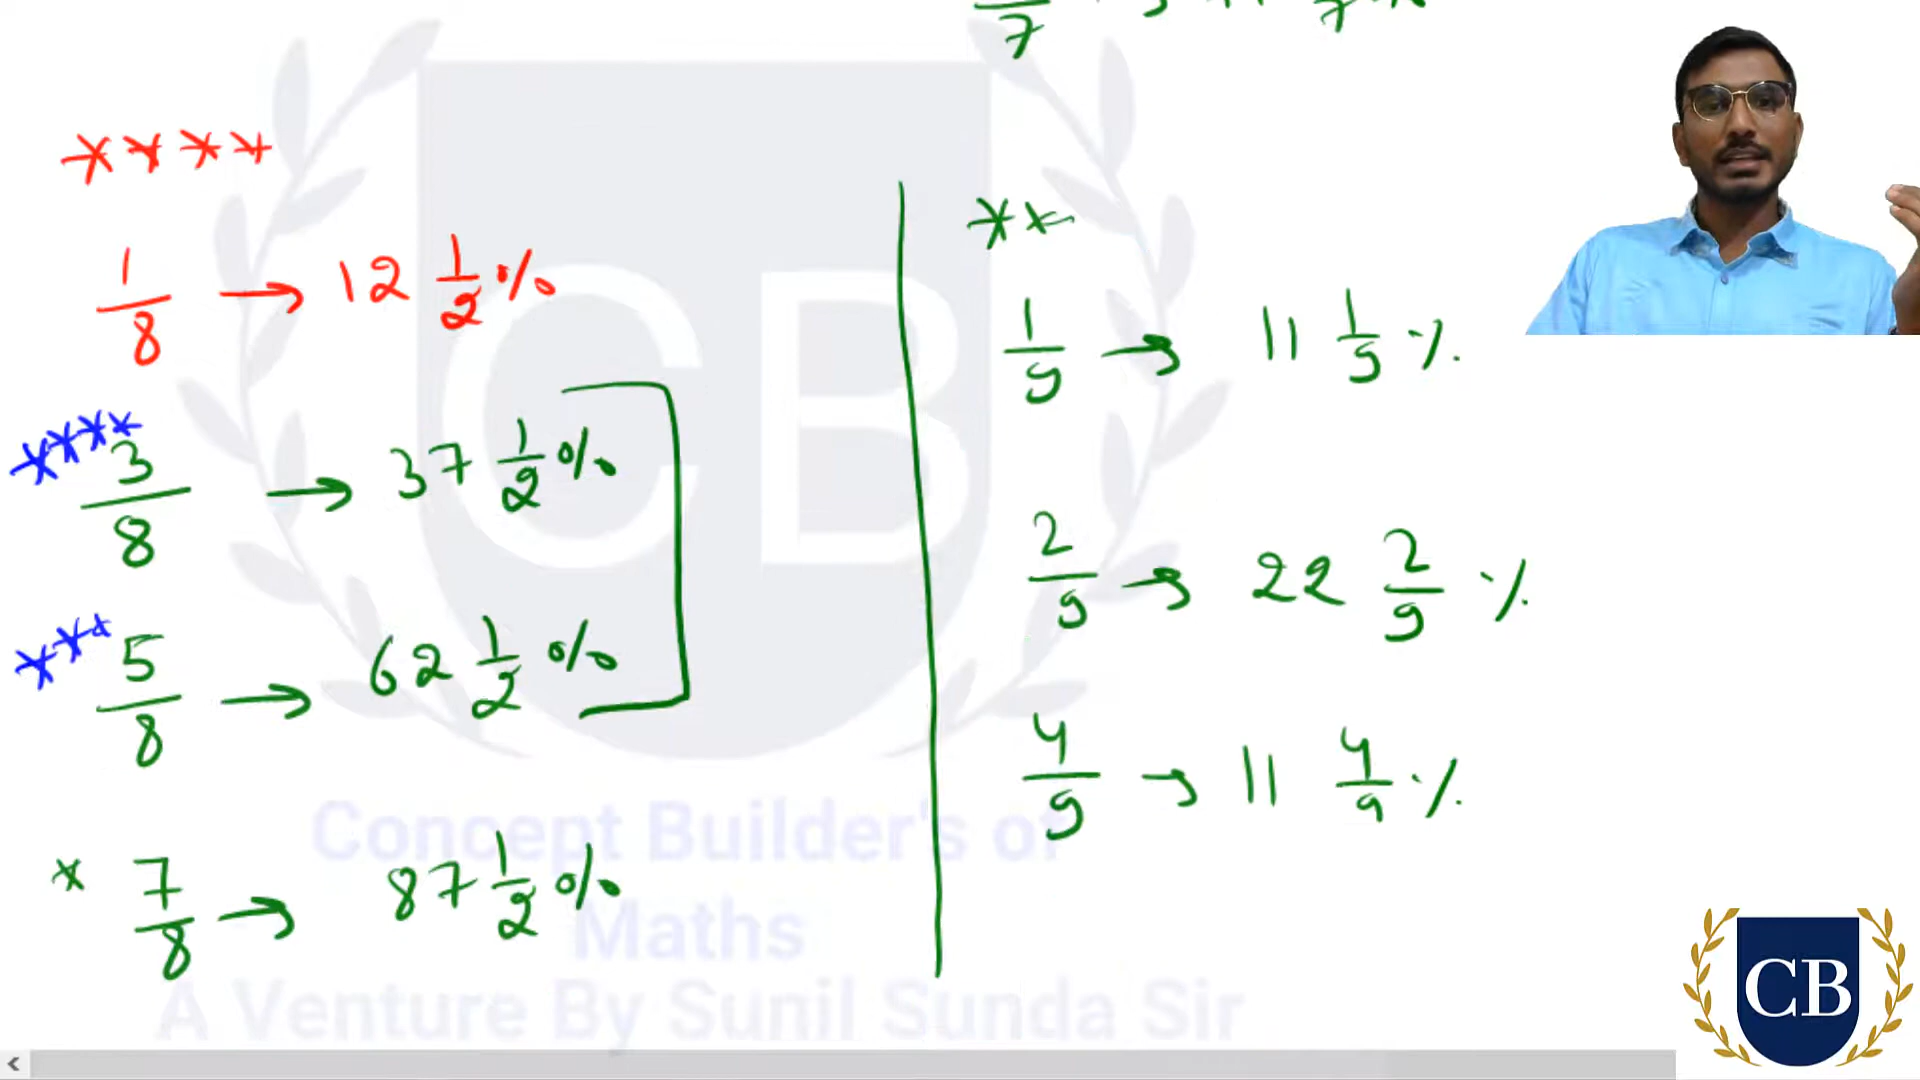 7
****
1/8 → 12 1/2 %
**** 3/8 → 37 1/2 %
*** 5/8 → 62 1/2 %
* 7/8 → 87 1/2 %
**
1/9 → 11 1/9 %
2/9 → 22 2/9 %
4/9 → 11 4/9 %
CB
Concept Builder's of
Maths
A Venture By Sunil Sunda Sir
CB